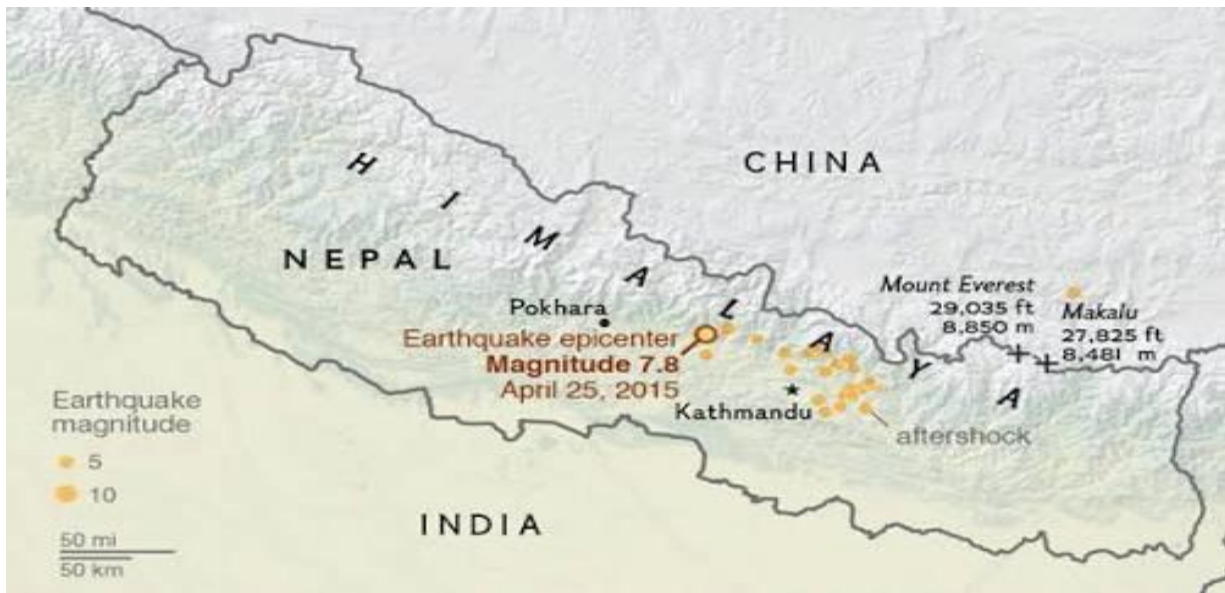 CHINA
HIMALAYA
NEPAL
Mount Everest
29,035 ft
8,850 m
Makalu
27,825 ft
8,481 m
Pokhara
Earthquake epicenter
Magnitude 7.8
April 25, 2015
Kathmandu
aftershock
Earthquake
magnitude
5
10
50 mi
50 km
INDIA